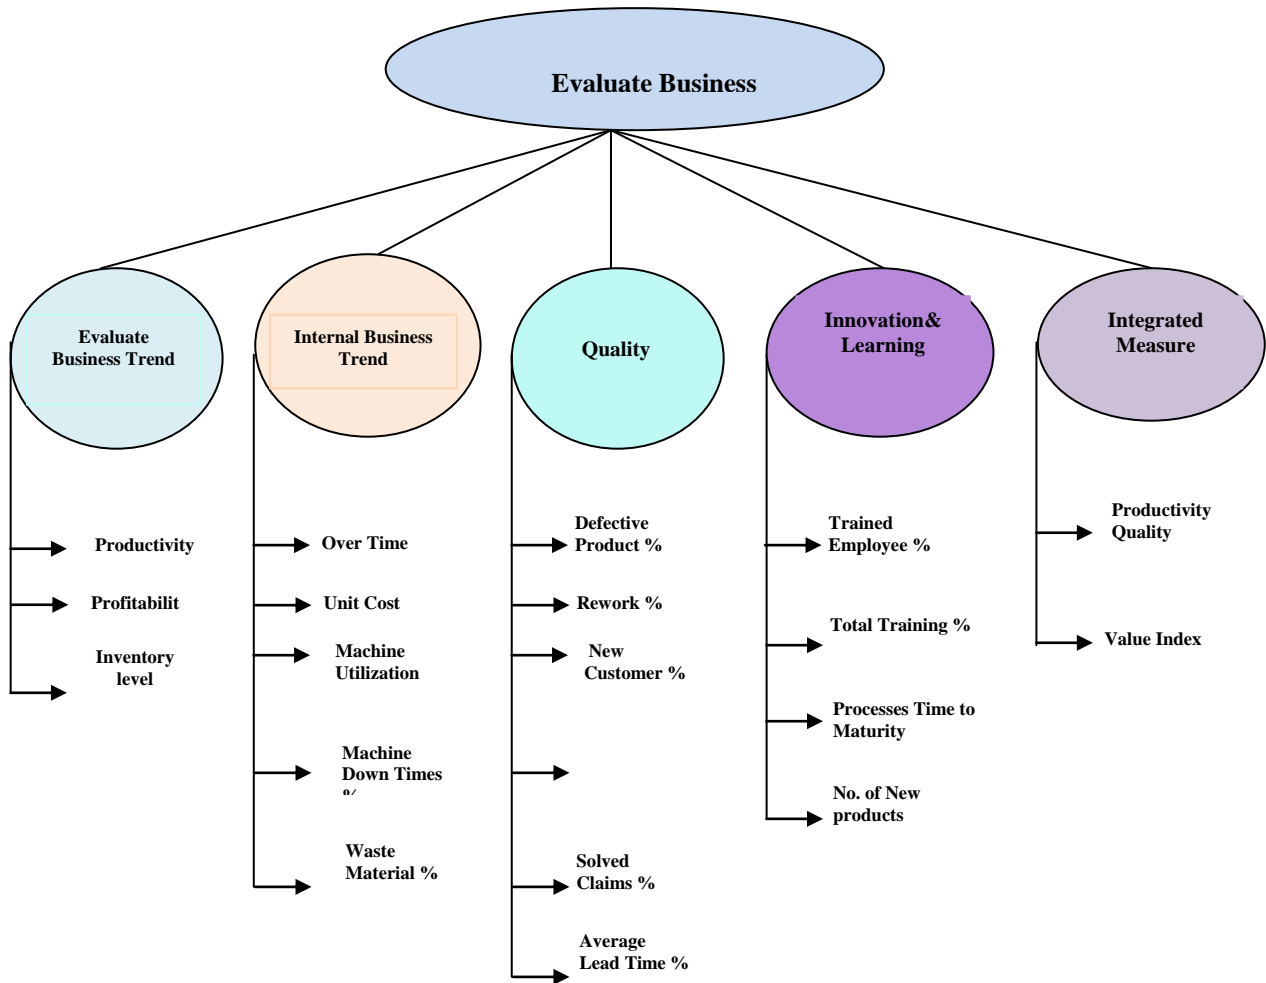 Evaluate Business
Evaluate
Business Trend
Internal Business
Trend
Quality
Innovation&
Learning
Integrated
Measure
Productivity
Profitabilit
Inventory
level
Over Time
Unit Cost
Machine
Utilization
Machine
Down Times
%
Waste
Material %
Defective
Product %
Rework %
New
Customer %
Solved
Claims %
Average
Lead Time %
Trained
Employee %
Total Training %
Processes Time to
Maturity
No. of New
products
Productivity
Quality
Value Index